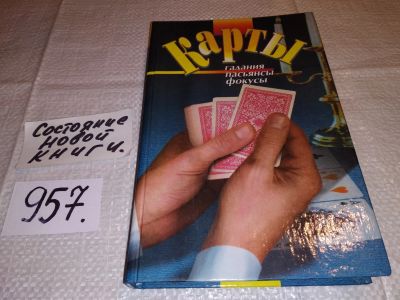 Карты
гадания
пасьянсы
фокусы
Состояние
новой
книги.
957.